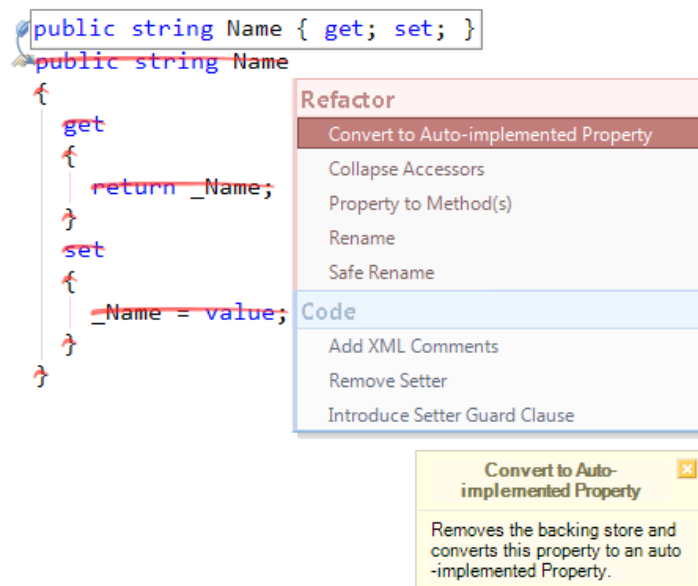 public string Name { get; set; }
public string Name
{
get
{
return _Name;
}
set
{
_Name = value;
}
}
Refactor
Convert to Auto-implemented Property
Collapse Accessors
Property to Method(s)
Rename
Safe Rename
Code
Add XML Comments
Remove Setter
Introduce Setter Guard Clause
Convert to Auto-
implemented Property
Removes the backing store and
converts this property to an auto
-implemented Property.